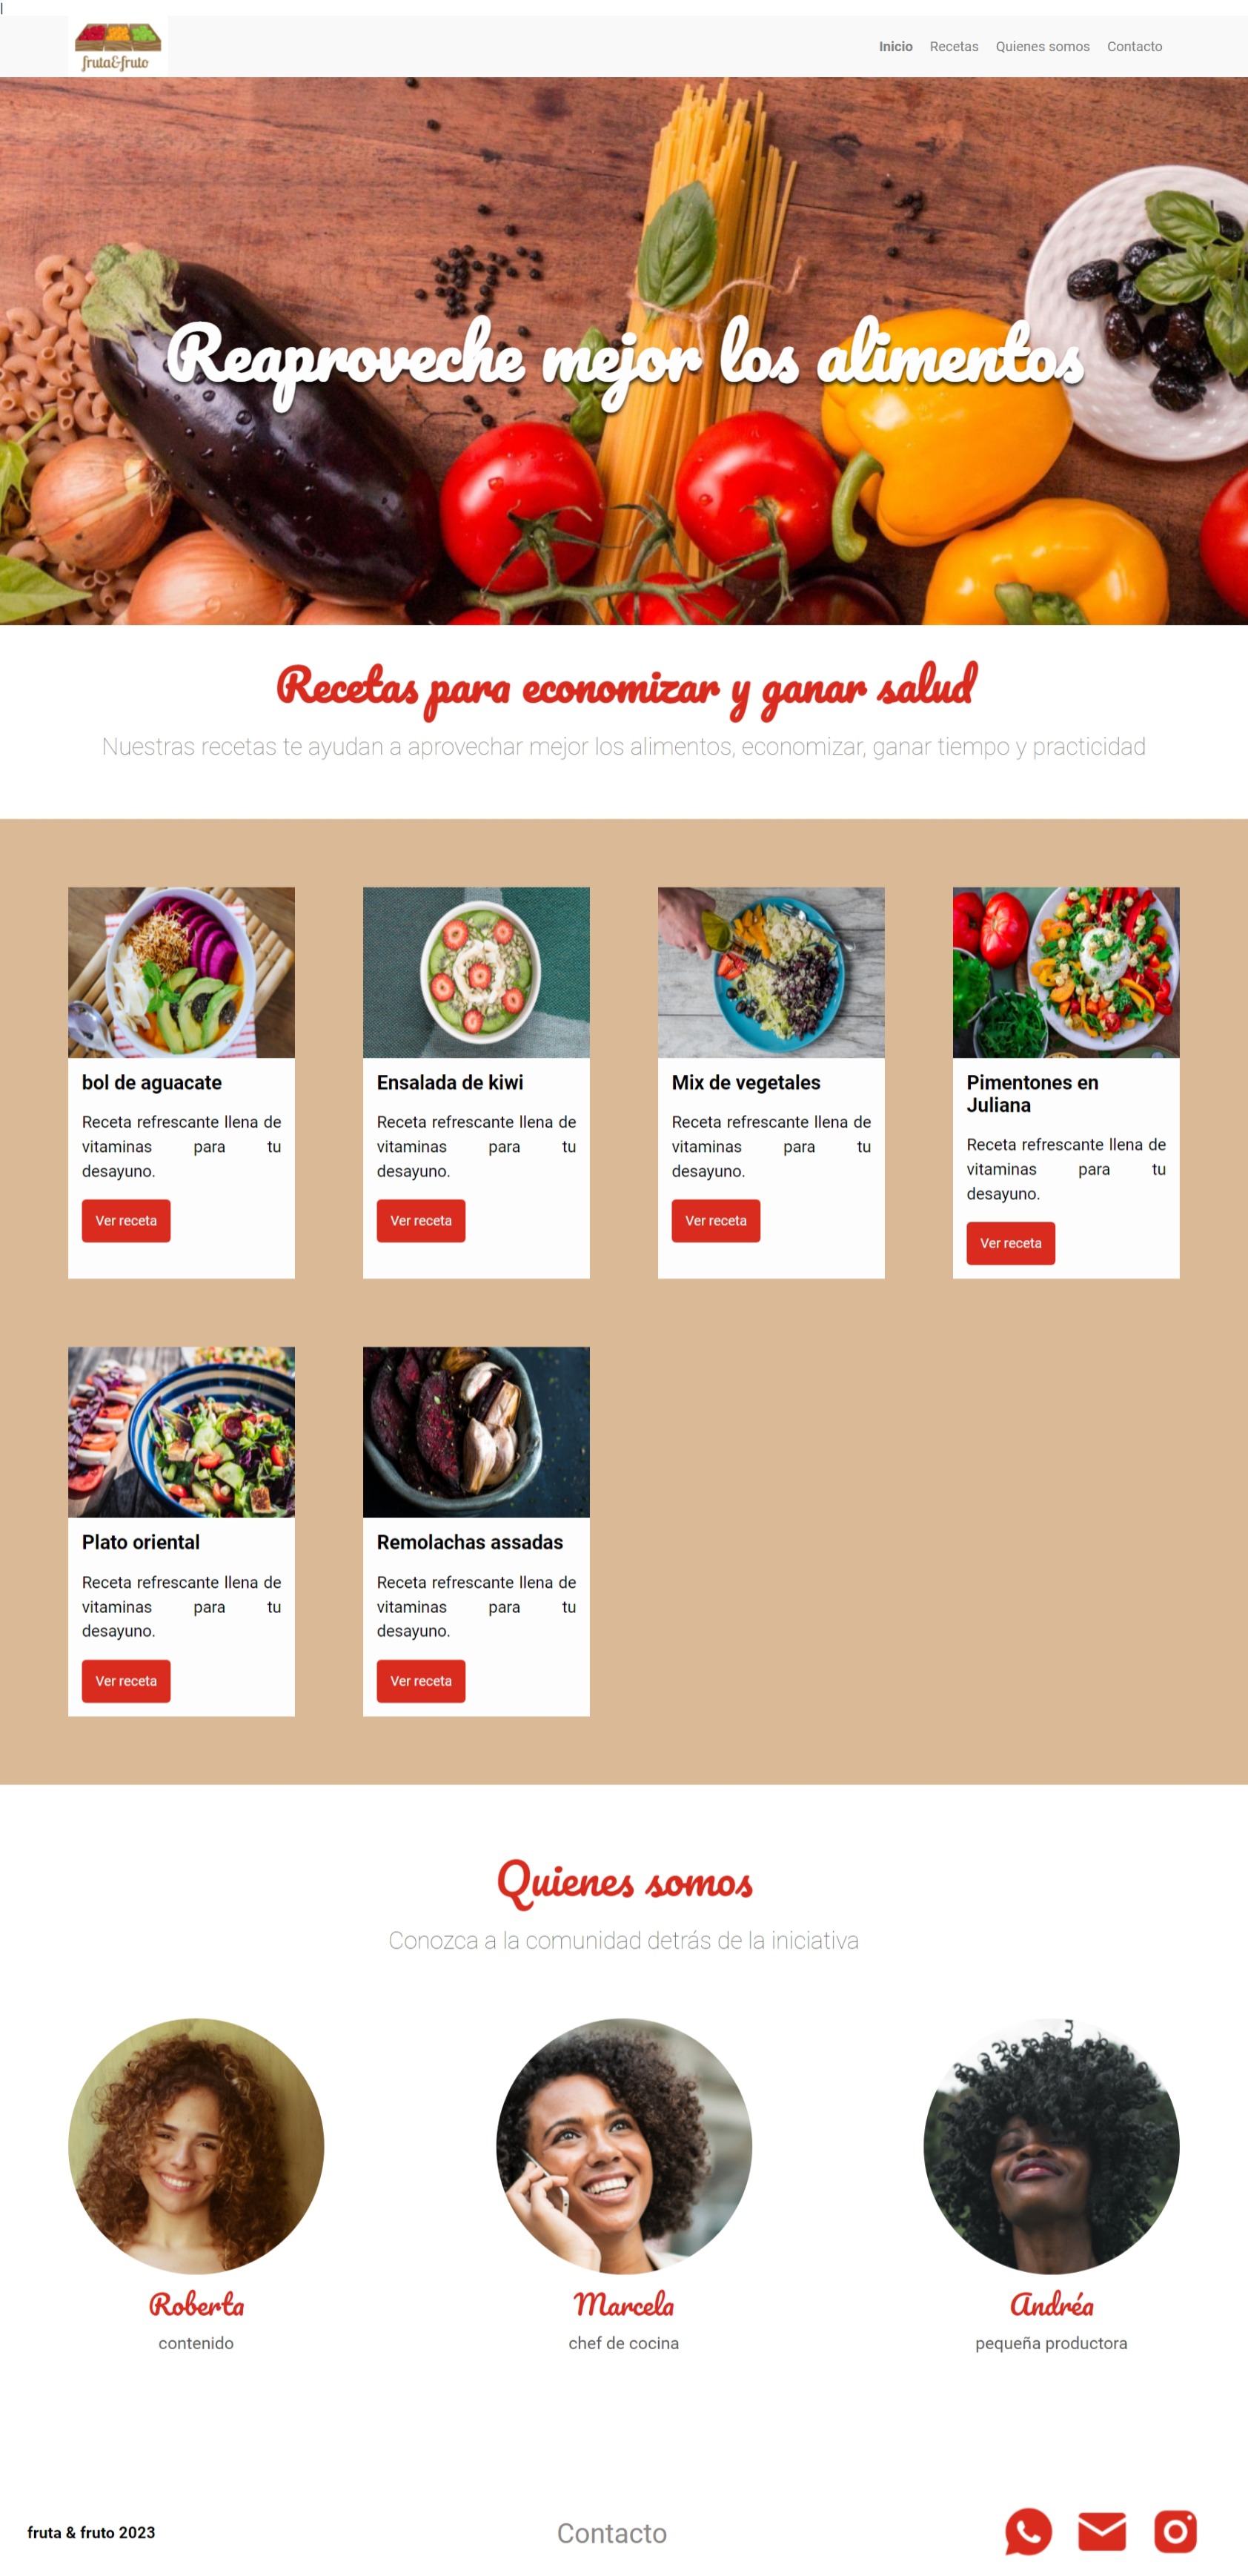 fruta&fruto
Inicio Recetas Quienes somos Contacto
Reaproveche mejor los alimentos
Recetas para economizar y ganar salud
Nuestras recetas te ayudan a aprovechar mejor los alimentos, economizar, ganar tiempo y practicidad
bol de aguacate
Receta refrescante llena de
vitaminas para tu
desayuno.
Ver receta
Ensalada de kiwi
Receta refrescante llena de
vitaminas para tu
desayuno.
Ver receta
Mix de vegetales
Receta refrescante llena de
vitaminas para tu
desayuno.
Ver receta
Pimentones en
Juliana
Receta refrescante llena de
vitaminas para tu
desayuno.
Ver receta
Plato oriental
Receta refrescante llena de
vitaminas para tu
desayuno.
Ver receta
Remolachas assadas
Receta refrescante llena de
vitaminas para tu
desayuno.
Ver receta
Quienes somos
Conozca a la comunidad detrás de la iniciativa
Roberta
contenido
Marcela
chef de cocina
Andréa
pequeña productora
fruta & fruto 2023
Contacto